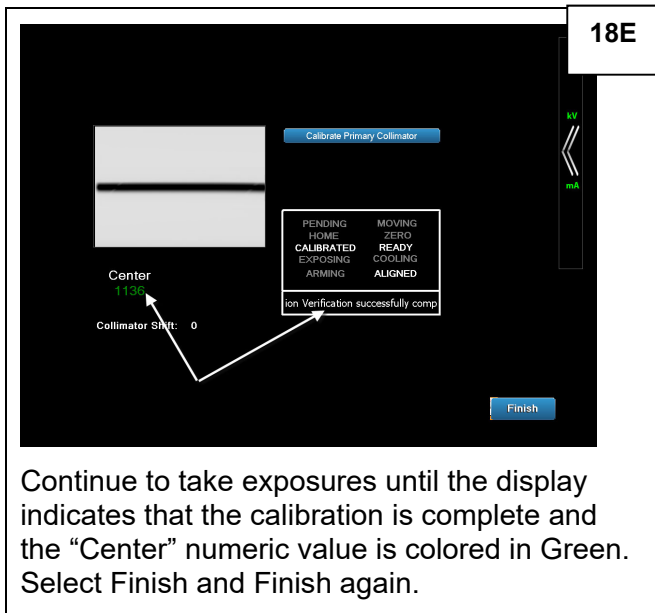 18E
kV
Calibrate Primary Collimator
PENDING MOVING
HOME ZERO
CALIBRATED READY
EXPOSING COOLING
mA
ARMING ALIGNED
Center
1136
ion Verification successfully comp
Collimator Shift: 0
Finish
Continue to take exposures until the display
indicates that the calibration is complete and
the “Center” numeric value is colored in Green.
Select Finish and Finish again.